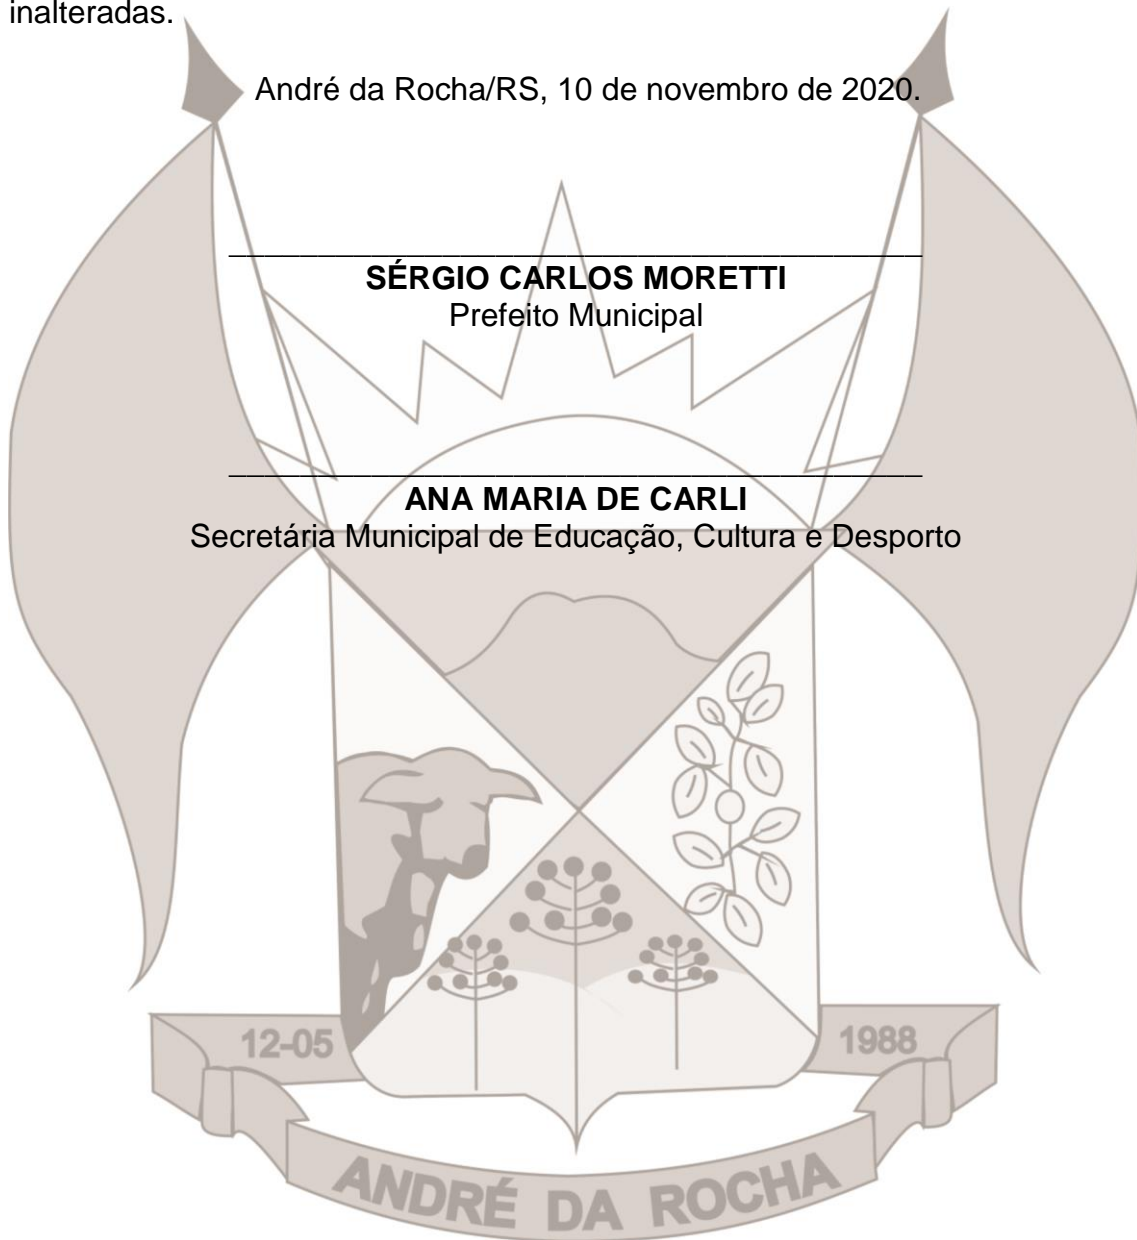 inalteradas.
André da Rocha/RS, 10 de novembro de 2020.
SÉRGIO CARLOS MORETTI
Prefeito Municipal
ANA MARIA DE CARLI
Secretária Municipal de Educação, Cultura e Desporto
12-05
1988
ANDRÉ DA ROCHA